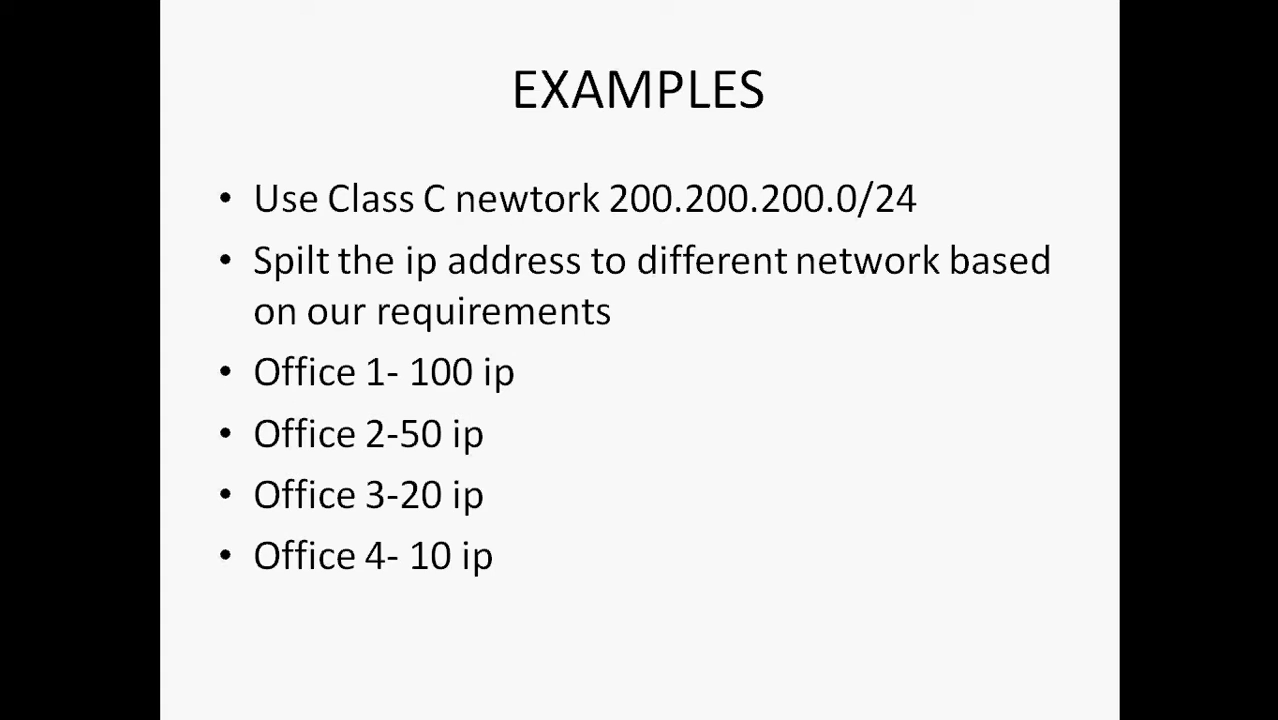 EXAMPLES
• Use Class C newtork 200.200.200.0/24
• Spilt the ip address to different network based
on our requirements
• Office 1- 100 ip
• Office 2-50 ip
• Office 3-20 ip
• Office 4- 10 ip